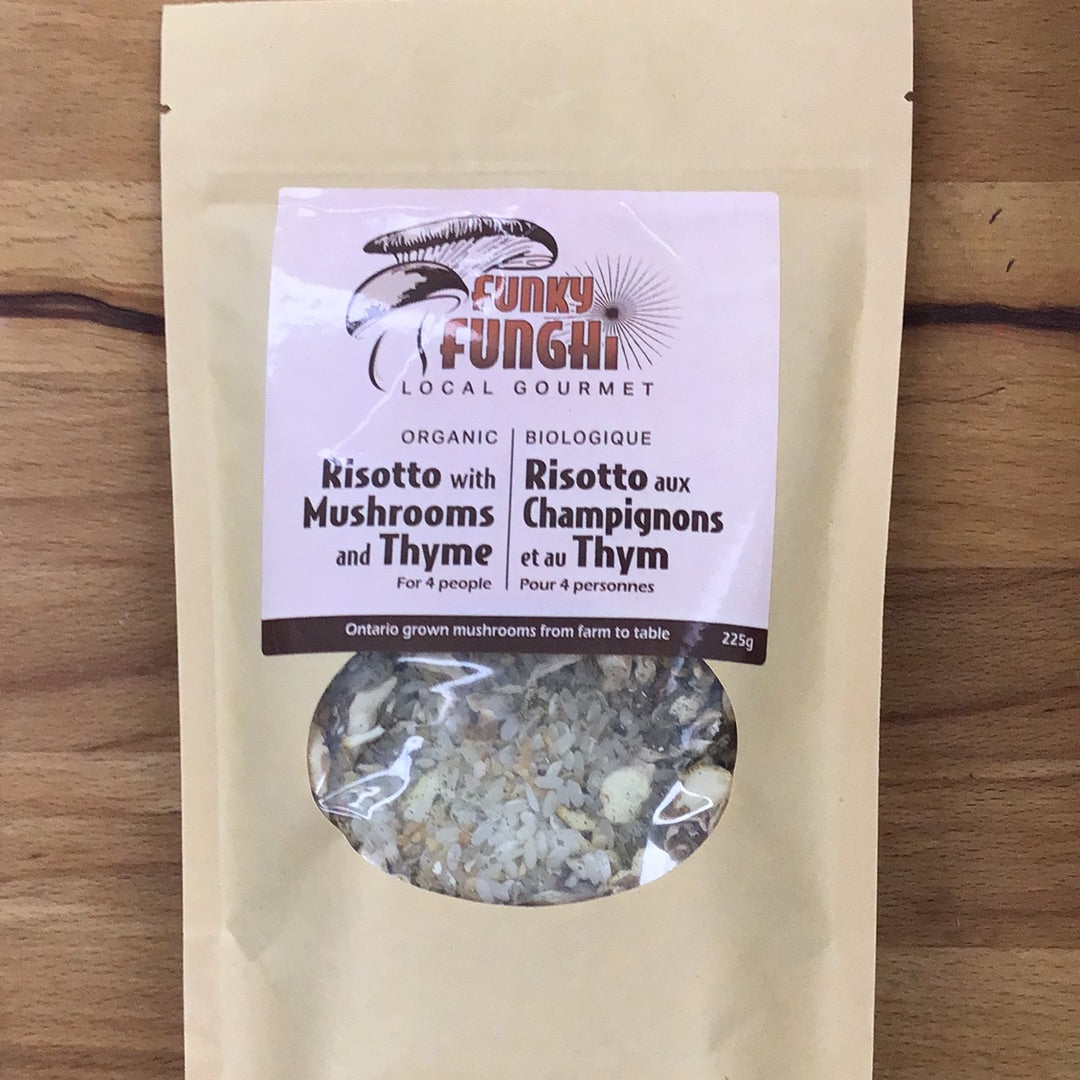 FUNKY
FUNGHi
LOCAL GOURMET
ORGANIC
Risotto with
Mushrooms
and Thyme
For 4 people
BIOLOGIQUE
Risotto aux
Champignons
et au Thym
Pour 4 personnes
Ontario grown mushrooms from farm to table
225g